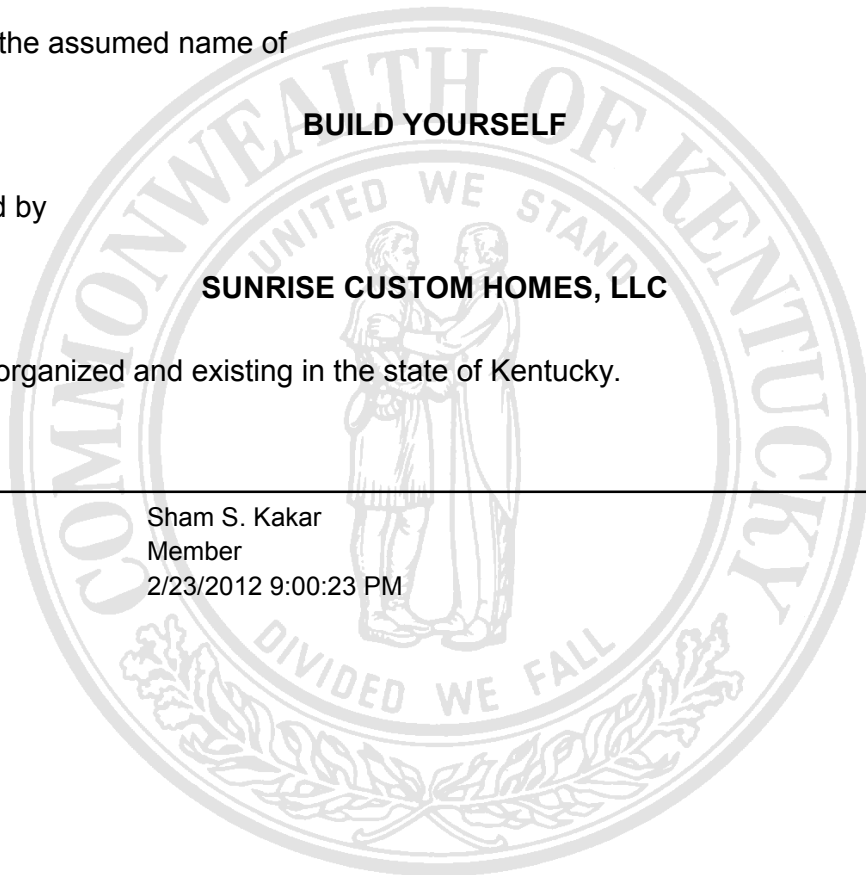 the assumed name of
BUILD YOURSELF
d by
SUNRISE CUSTOM HOMES, LLC
organized and existing in the state of Kentucky.
Sham S. Kakar
Member
2/23/2012 9:00:23 PM
COMMONWEALTH OF KENTUCKY
UNITED WE STAND
DIVIDED WE FALL